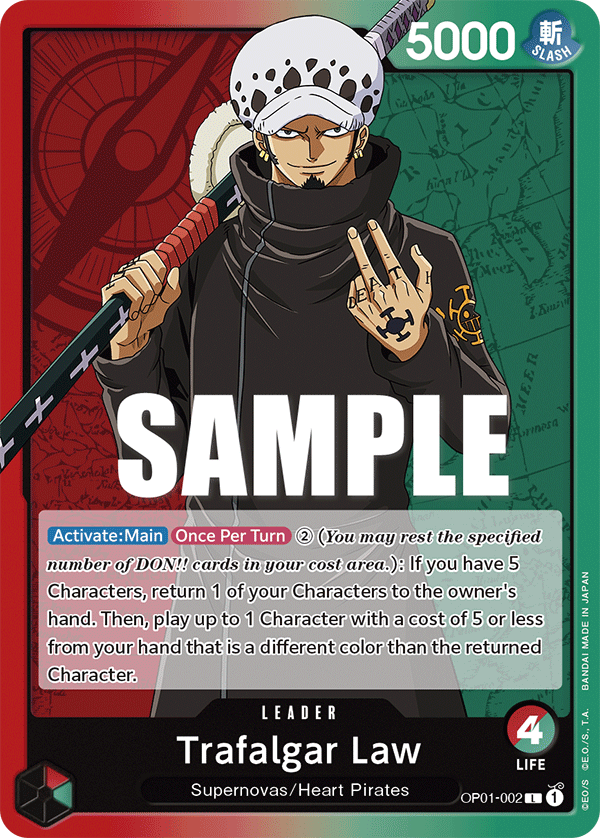 5000
斬
SLASH
DEAT
SAMPLE
Activate:Main Once Per Turn ② (You may rest the specified
number of DON!! cards in your cost area.): If you have 5
Characters, return 1 of your Characters to the owner's
hand. Then, play up to 1 Character with a cost of 5 or less
from your hand that is a different color than the returned
Character.
LEADER
Trafalgar Law
Supernovas/Heart Pirates
4
LIFE
OP01-002 L 1
©EO/S ©E.O./S., T.A. BANDAI MADE IN JAPAN